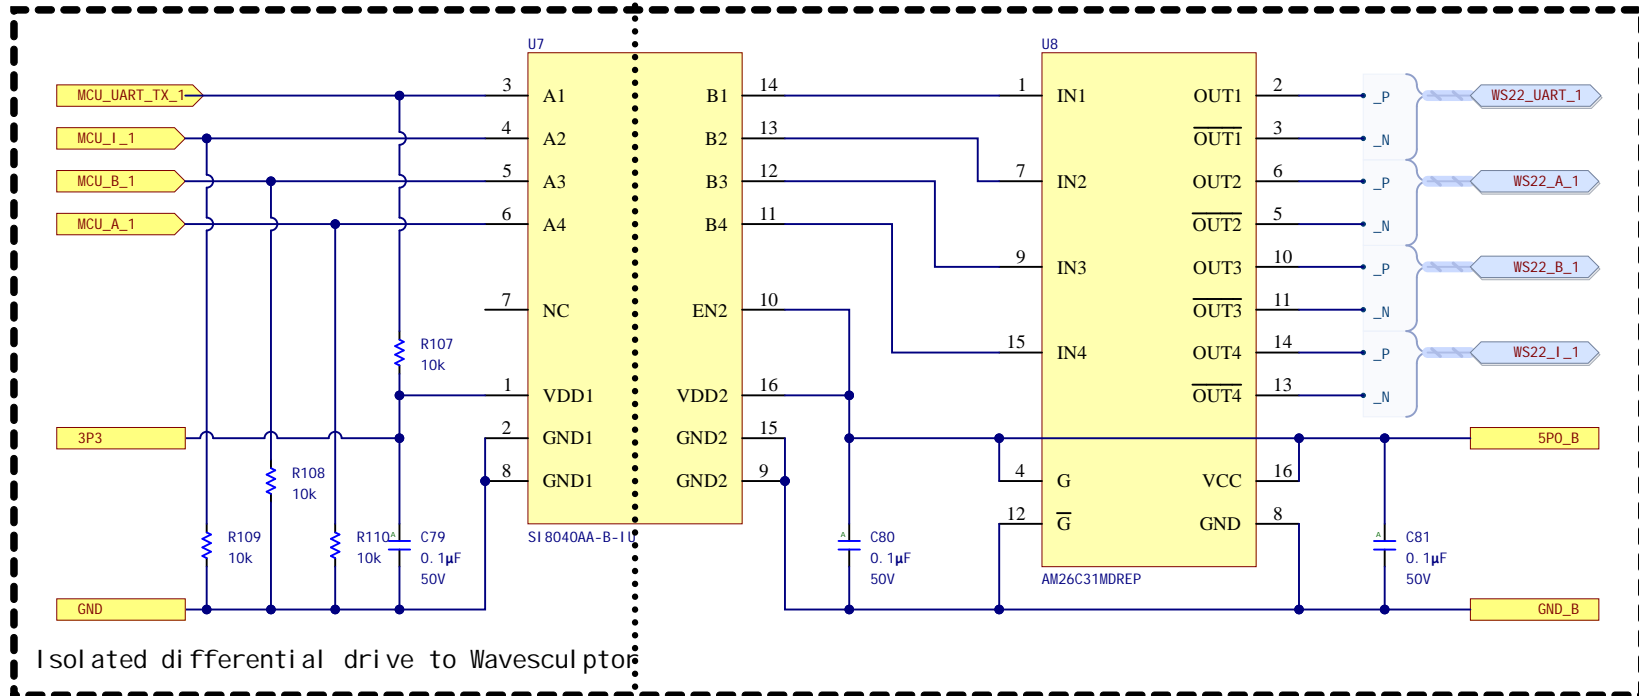 U7
U8
MCU_UART_TX_1
3
A1
B1
14
1
IN1
OUT1
2
_P
WS22_UART_1
MCU_I_1
4
A2
B2
13
OUT1
3
_N
MCU_B_1
5
A3
B3
12
7
IN2
OUT2
6
_P
WS22_A_1
MCU_A_1
6
A4
B4
11
OUT2
5
_N
9
IN3
OUT3
10
_P
WS22_B_1
7
NC
EN2
10
OUT3
11
_N
R107
10k
15
IN4
OUT4
14
_P
WS22_I_1
1
VDD1
VDD2
16
OUT4
13
_N
3P3
2
GND1
GND2
15
5P0_B
R108
10k
8
GND1
GND2
9
4
G
VCC
16
12
G
GND
8
R109
10k
R110
10k
A
C79
0.1µF
50V
SI8040AA-B-IU
A
C80
0.1µF
50V
AM26C31MDREP
A
C81
0.1µF
50V
GND
GND_B
Isolated differential drive to Wavesculptor